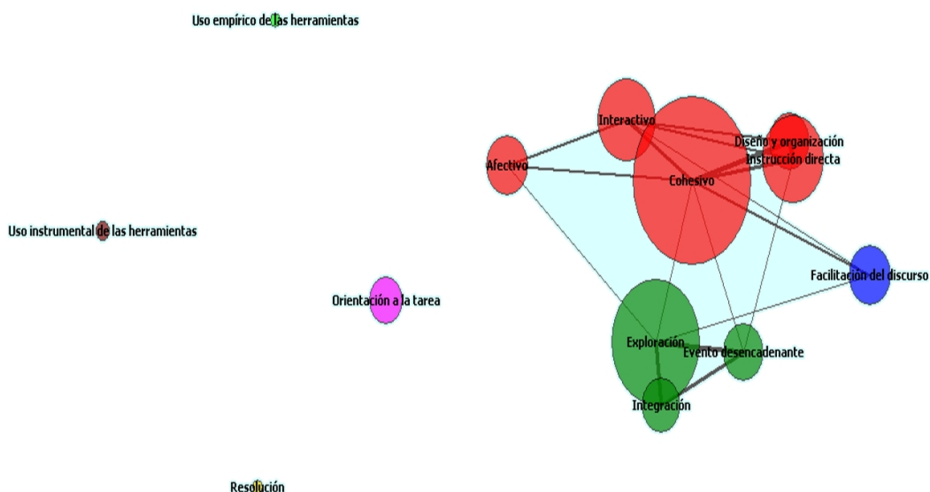 Uso empírico de las herramientas
Interactivo
Diseño y organización
Instrucción directa
Afectivo
Cohesivo
Uso instrumental de las herramientas
Facilitación del discurso
Orientación a la tarea
Exploración
Evento desencadenante
Integración
Resolución